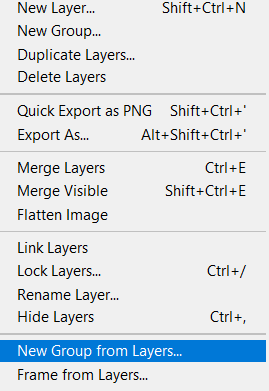 New Layer... Shift+Ctrl+N
New Group...
Duplicate Layers...
Delete Layers
Quick Export as PNG Shift+Ctrl+'
Export As... Alt+Shift+Ctrl+'
Merge Layers Ctrl+E
Merge Visible Shift+Ctrl+E
Flatten Image
Link Layers
Lock Layers... Ctrl+/
Rename Layer...
Hide Layers Ctrl+,
New Group from Layers...
Frame from Layers...